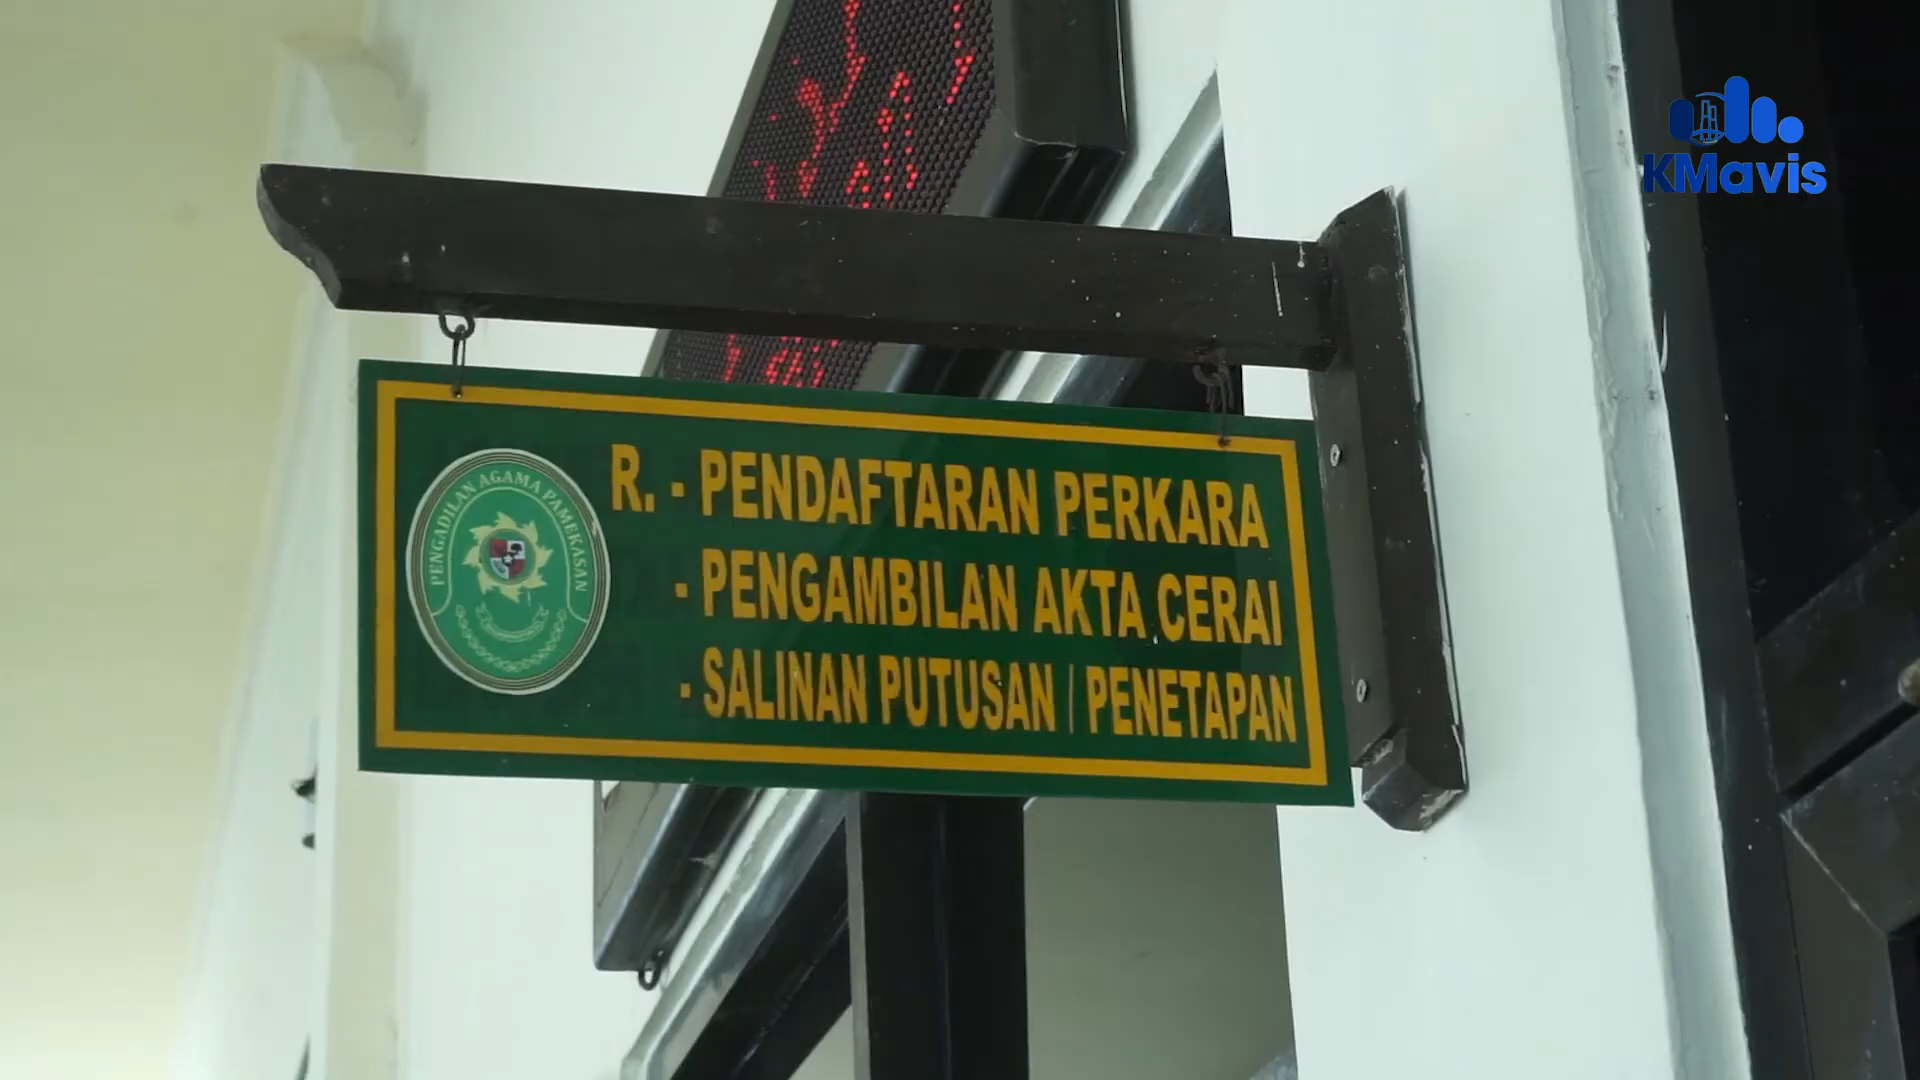 KMavis
PENGADILAN AGAMA PAMEKASAN
R. - PENDAFTARAN PERKARA
- PENGAMBILAN AKTA CERAI
- SALINAN PUTUSAN / PENETAPAN